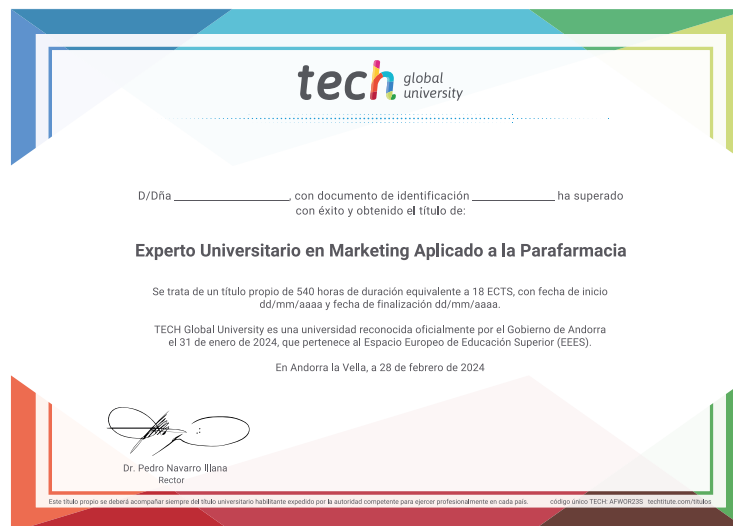 tech global university
D/Dña ____________________, con documento de identificación ______________ ha superado
con éxito y obtenido el título de:
Experto Universitario en Marketing Aplicado a la Parafarmacia
Se trata de un título propio de 540 horas de duración equivalente a 18 ECTS, con fecha de inicio
dd/mm/aaaa y fecha de finalización dd/mm/aaaa.
TECH Global University es una universidad reconocida oficialmente por el Gobierno de Andorra
el 31 de enero de 2024, que pertenece al Espacio Europeo de Educación Superior (EEES).
En Andorra la Vella, a 28 de febrero de 2024
Dr. Pedro Navarro Illana
Rector
Este título propio se deberá acompañar siempre del título universitario habilitante expedido por la autoridad competente para ejercer profesionalmente en cada país. código único TECH: AFWOR23S techtitute.com/titulos